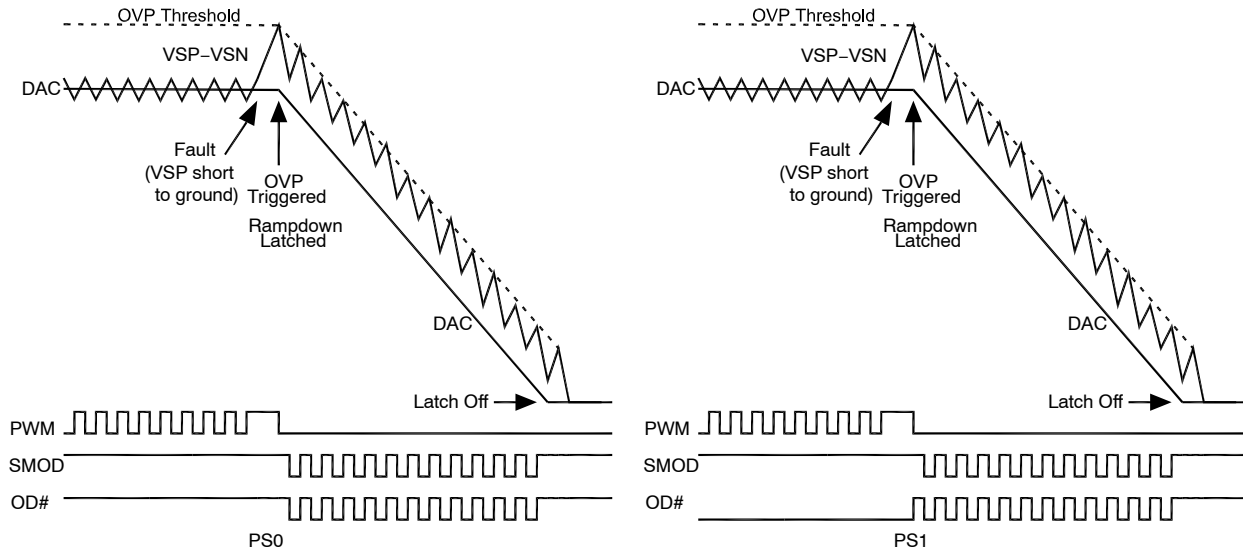 OVP Threshold
VSP–VSN
DAC
Fault
(VSP short
to ground)
OVP
Triggered
Rampdown
Latched
DAC
Latch Off
PWM
SMOD
OD#
PS0
OVP Threshold
VSP–VSN
DAC
Fault
(VSP short
to ground)
OVP
Triggered
Rampdown
Latched
DAC
Latch Off
PWM
SMOD
OD#
PS1